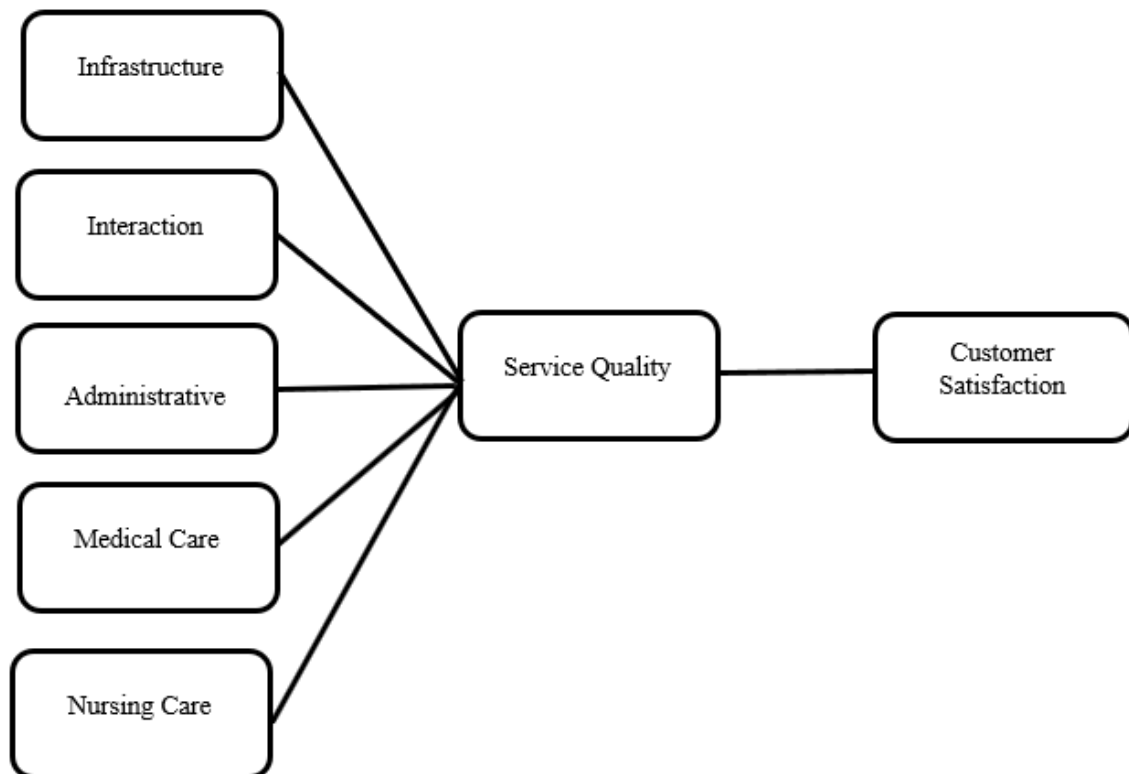 Infrastructure
Interaction
Administrative
Medical Care
Nursing Care
Service Quality
Customer
Satisfaction